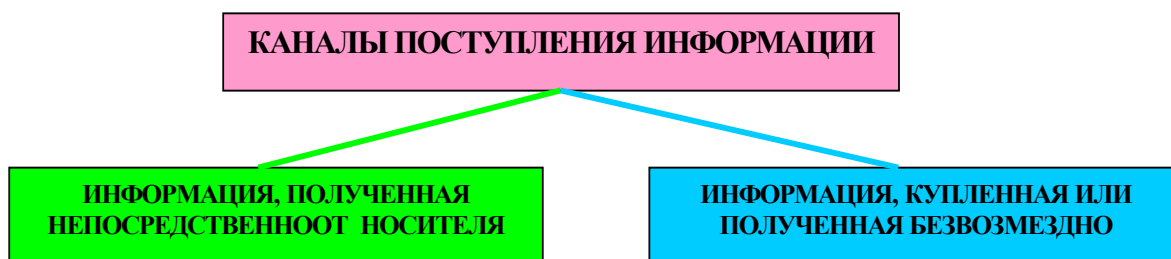 КАНАЛЫ ПОСТУПЛЕНИЯ ИНФОРМАЦИИ
ИНФОРМАЦИЯ, ПОЛУЧЕННАЯ
НЕПОСРЕДСТВЕННООТ НОСИТЕЛЯ
ИНФОРМАЦИЯ, КУПЛЕННАЯ ИЛИ
ПОЛУЧЕННАЯ БЕЗВОЗМЕЗДНО